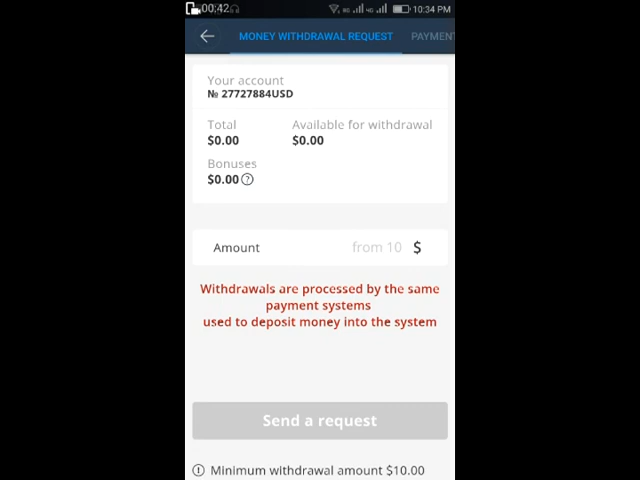 00:42
3G 4G 10:34 PM
MONEY WITHDRAWAL REQUEST PAYMENT
Your account
№ 27727884USD
Total Available for withdrawal
$0.00 $0.00
Bonuses
$0.00 ?
Amount from 10 $
Withdrawals are processed by the same
payment systems
used to deposit money into the system
Send a request
Minimum withdrawal amount $10.00